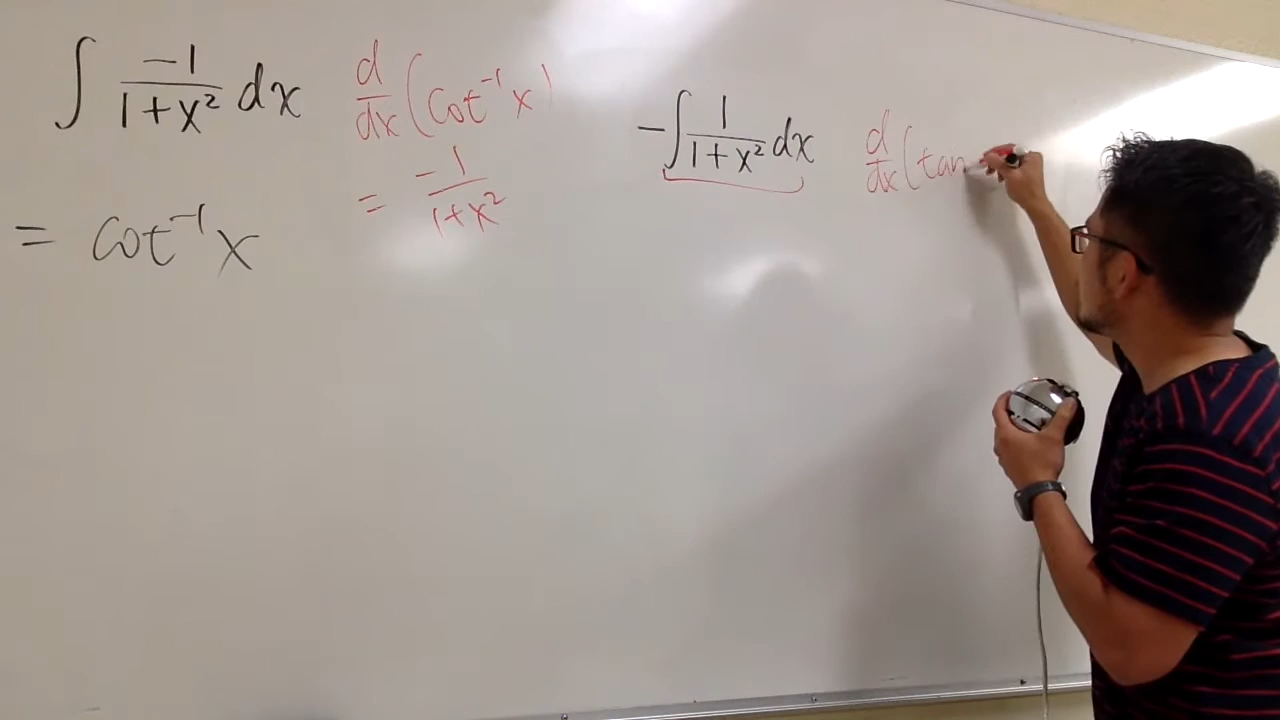 ∫ -1/(1+x²) dx
d/dx (cot⁻¹ x)
= -1/(1+x²)
= cot⁻¹ x
-∫ 1/(1+x²) dx
d/dx (tan